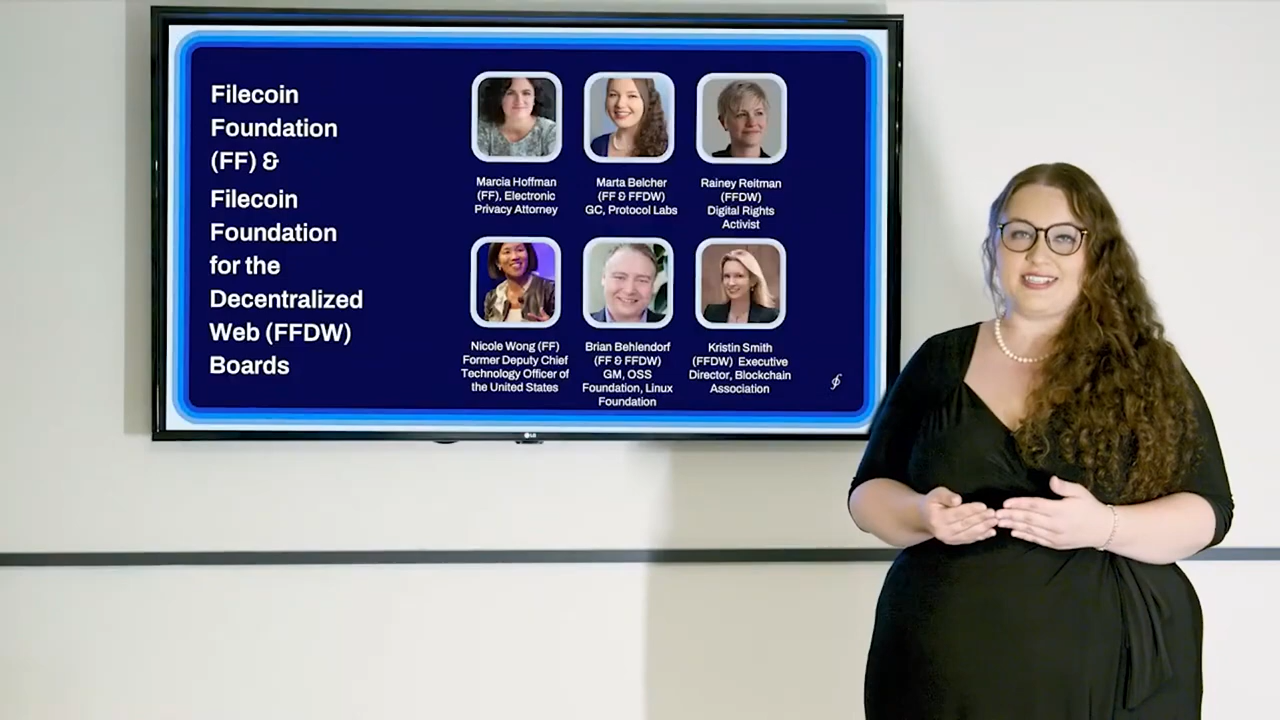 Filecoin
Foundation
(FF) &
Filecoin
Foundation
for the
Decentralized
Web (FFDW)
Boards
Marcia Hoffman
(FF), Electronic
Privacy Attorney
Marta Belcher
(FF & FFDW)
GC, Protocol Labs
Rainey Reitman
(FFDW)
Digital Rights
Activist
Nicole Wong (FF)
Former Deputy Chief
Technology Officer of
the United States
Brian Behlendorf
(FF & FFDW)
GM, OSS
Foundation, Linux
Foundation
Kristin Smith
(FFDW) Executive
Director, Blockchain
Association
LG